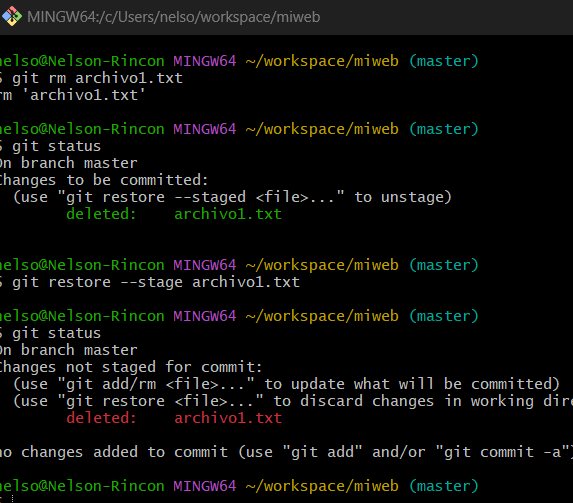 MINGW64:/c/Users/nelso/workspace/miweb
nelso@Nelson-Rincon MINGW64 ~/workspace/miweb (master)
$ git rm archivo1.txt
rm 'archivo1.txt'
nelso@Nelson-Rincon MINGW64 ~/workspace/miweb (master)
$ git status
On branch master
Changes to be committed:
(use "git restore --staged <file>..." to unstage)
deleted: archivo1.txt
nelso@Nelson-Rincon MINGW64 ~/workspace/miweb (master)
$ git restore --stage archivo1.txt
nelso@Nelson-Rincon MINGW64 ~/workspace/miweb (master)
$ git status
On branch master
Changes not staged for commit:
(use "git add/rm <file>..." to update what will be committed)
(use "git restore <file>..." to discard changes in working dire
deleted: archivo1.txt
no changes added to commit (use "git add" and/or "git commit -a")
nelso@Nelson-Rincon MINGW64 ~/workspace/miweb (master)
$